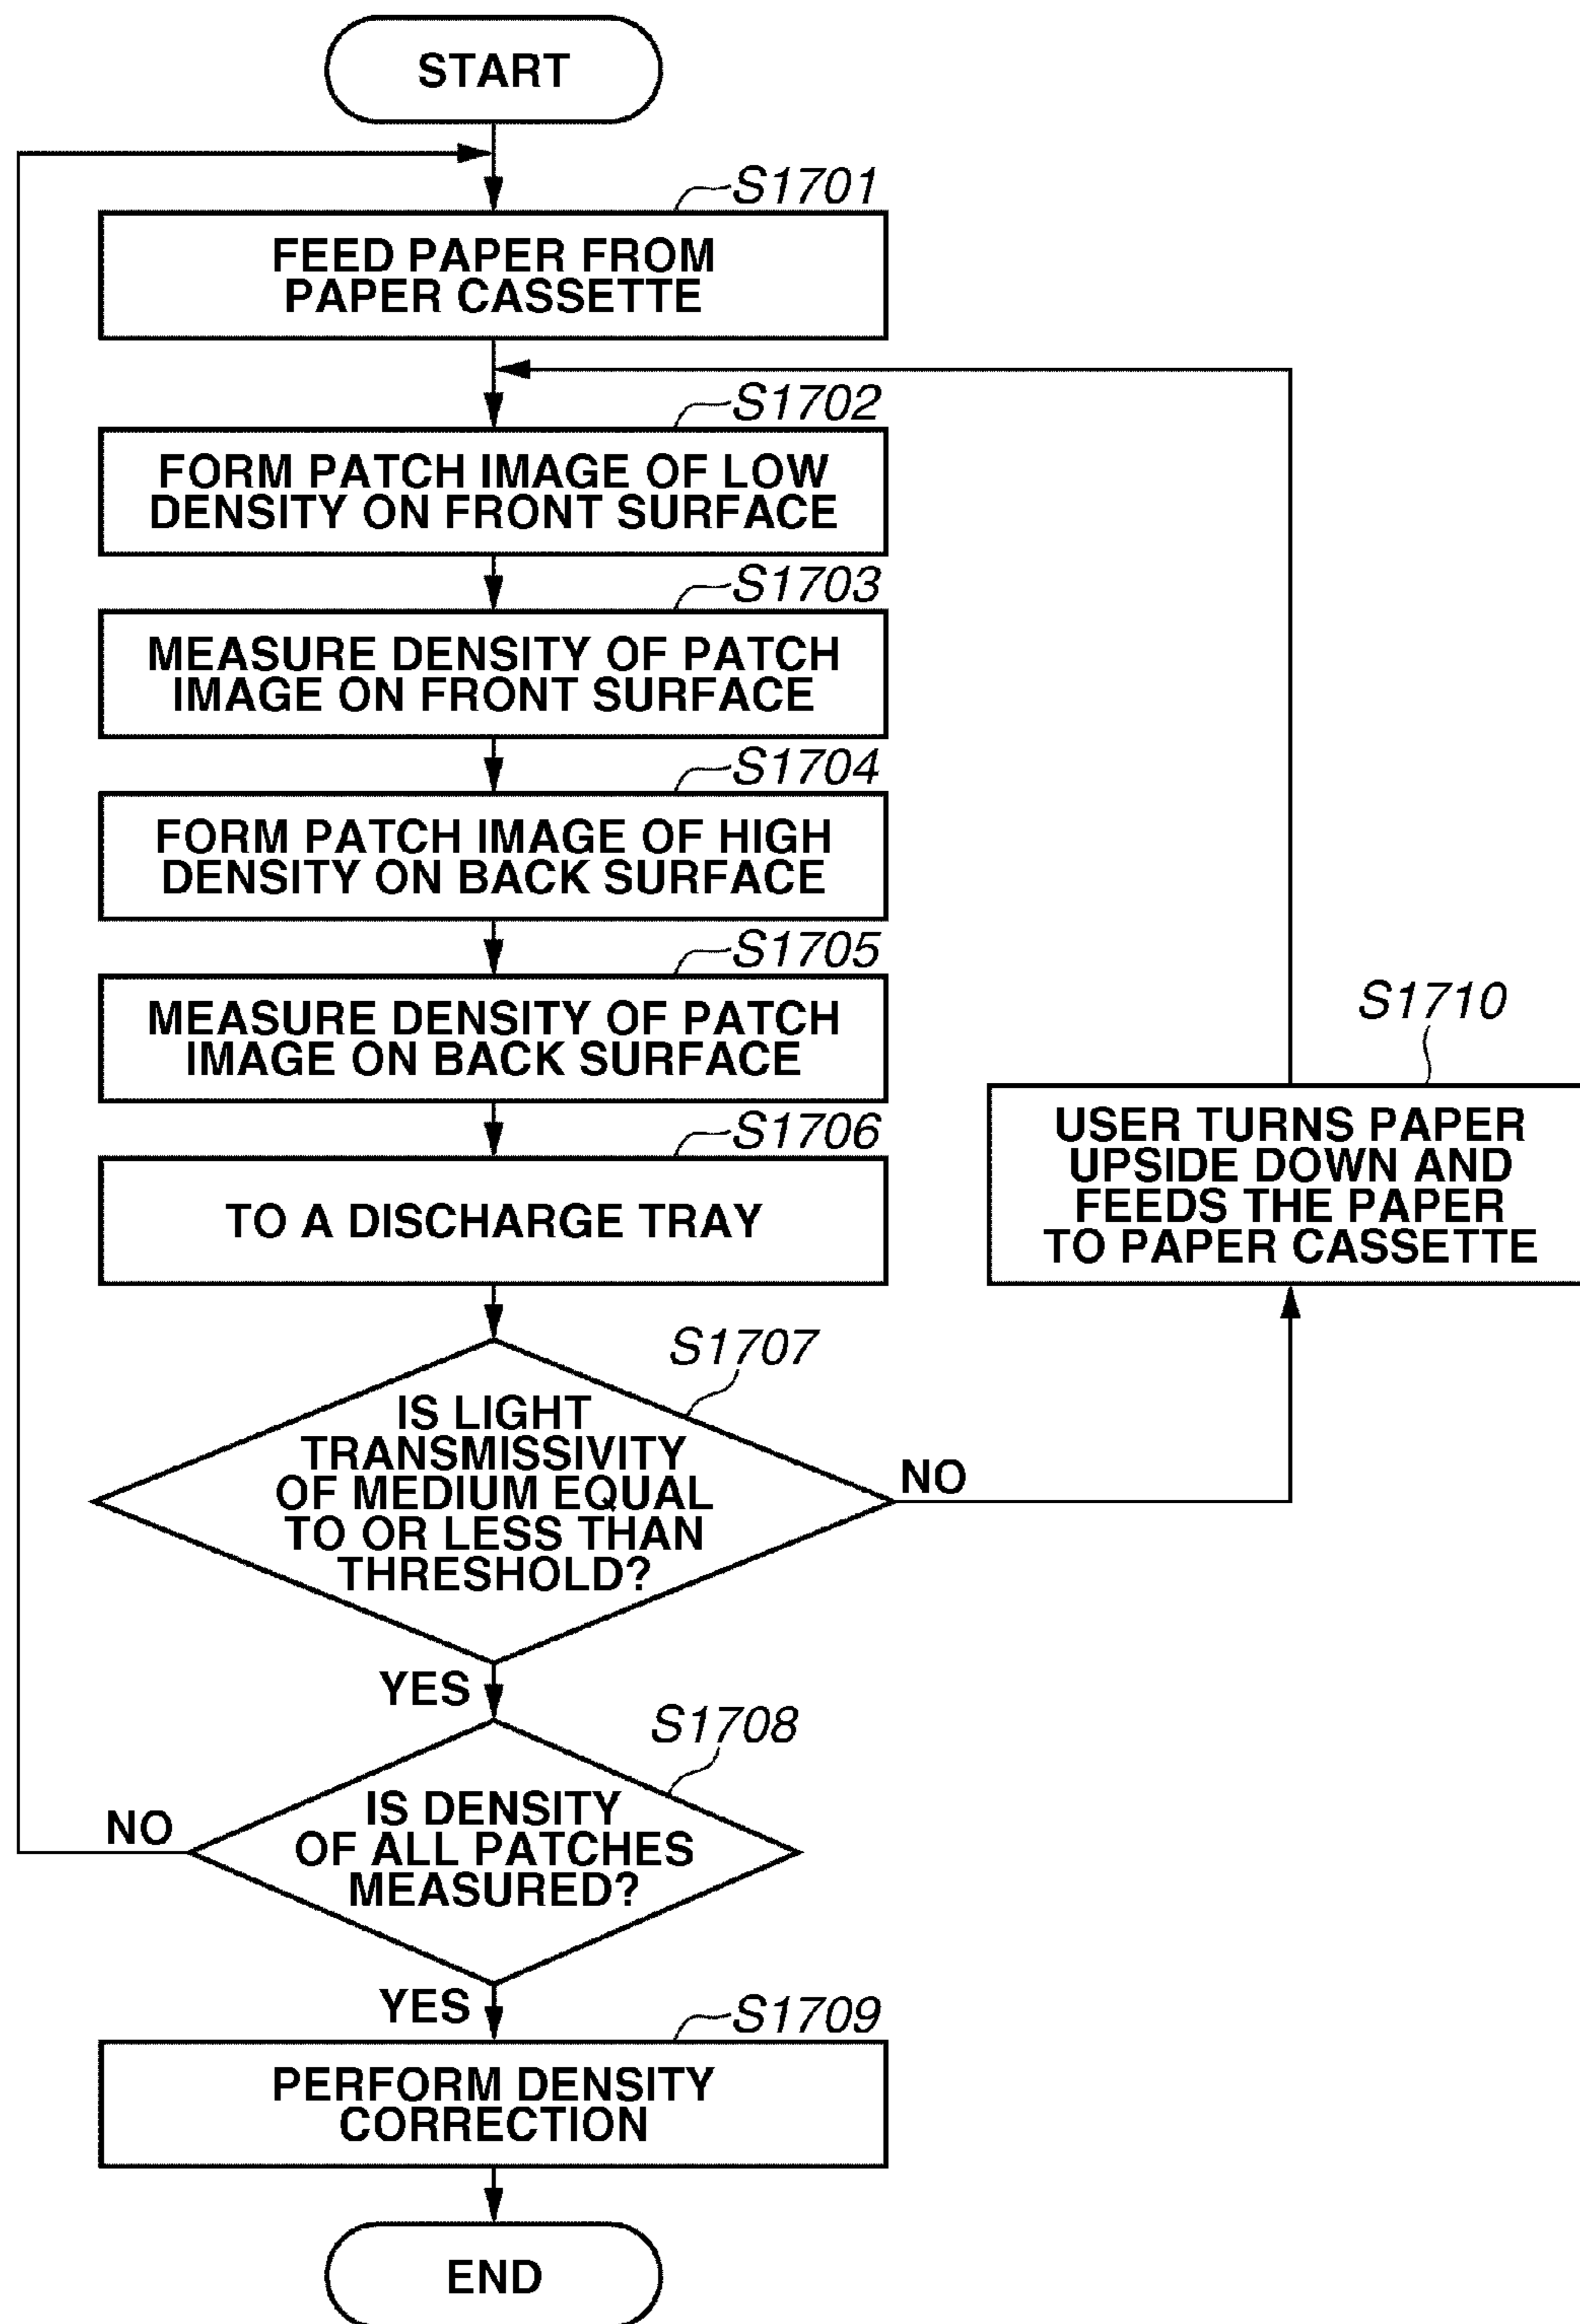 START
S1701
FEED PAPER FROM
PAPER CASSETTE
S1702
FORM PATCH IMAGE OF LOW
DENSITY ON FRONT SURFACE
S1703
MEASURE DENSITY OF PATCH
IMAGE ON FRONT SURFACE
S1704
FORM PATCH IMAGE OF HIGH
DENSITY ON BACK SURFACE
S1705
MEASURE DENSITY OF PATCH
IMAGE ON BACK SURFACE
S1706
TO A DISCHARGE TRAY
S1710
USER TURNS PAPER
UPSIDE DOWN AND
FEEDS THE PAPER
TO PAPER CASSETTE
S1707
IS LIGHT
TRANSMISSIVITY
OF MEDIUM EQUAL
TO OR LESS THAN
THRESHOLD?
NO
YES
S1708
IS DENSITY
OF ALL PATCHES
MEASURED?
NO
YES
S1709
PERFORM DENSITY
CORRECTION
END